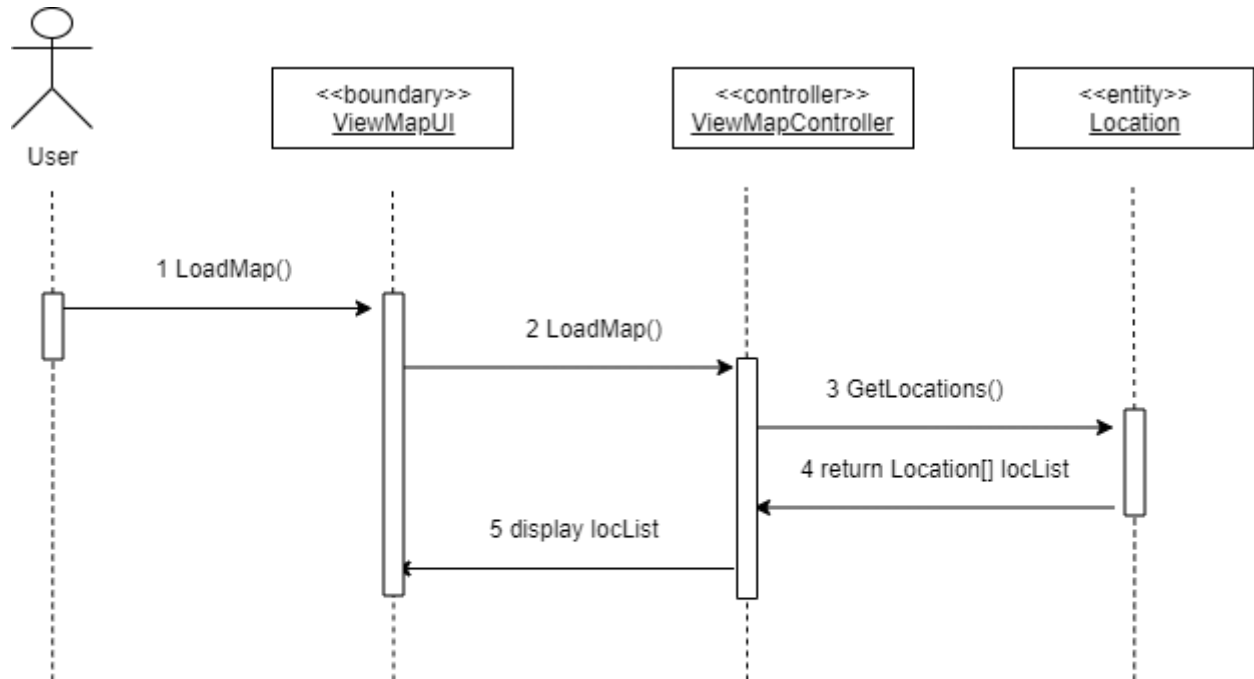 <<boundary>>
ViewMapUI
<<controller>>
ViewMapController
<<entity>>
Location
User
1 LoadMap()
2 LoadMap()
3 GetLocations()
4 return Location[] locList
5 display locList